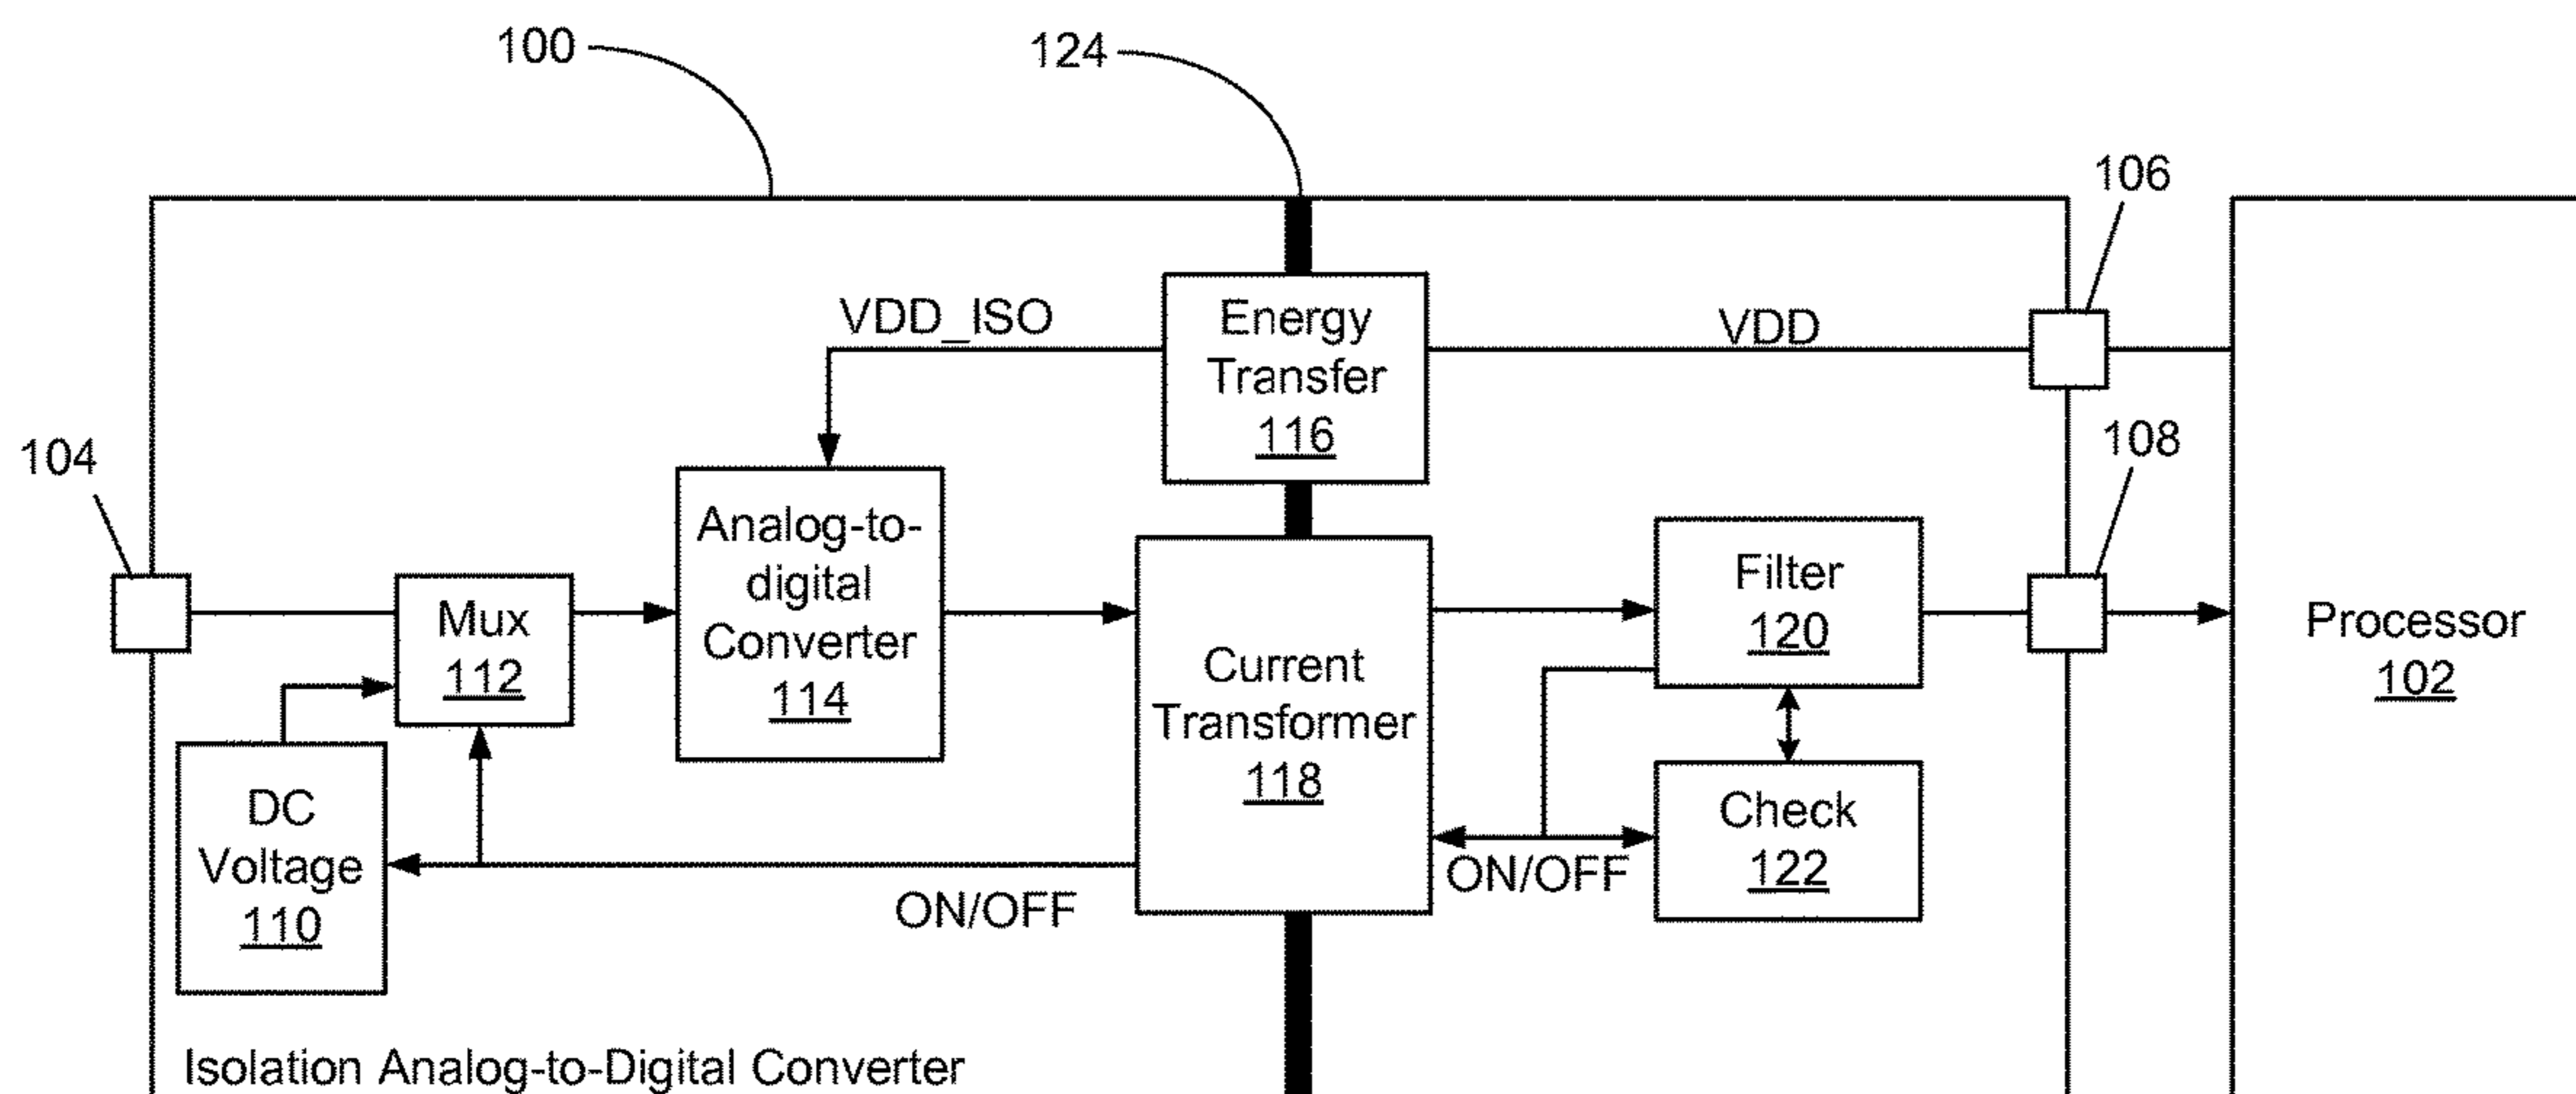 100
124
106
VDD_ISO
Energy
Transfer
116
VDD
104
108
Analog-to-
digital
Converter
114
Mux
112
Filter
120
Processor
102
Current
Transformer
118
DC
Voltage
110
Check
122
ON/OFF
ON/OFF
Isolation Analog-to-Digital Converter